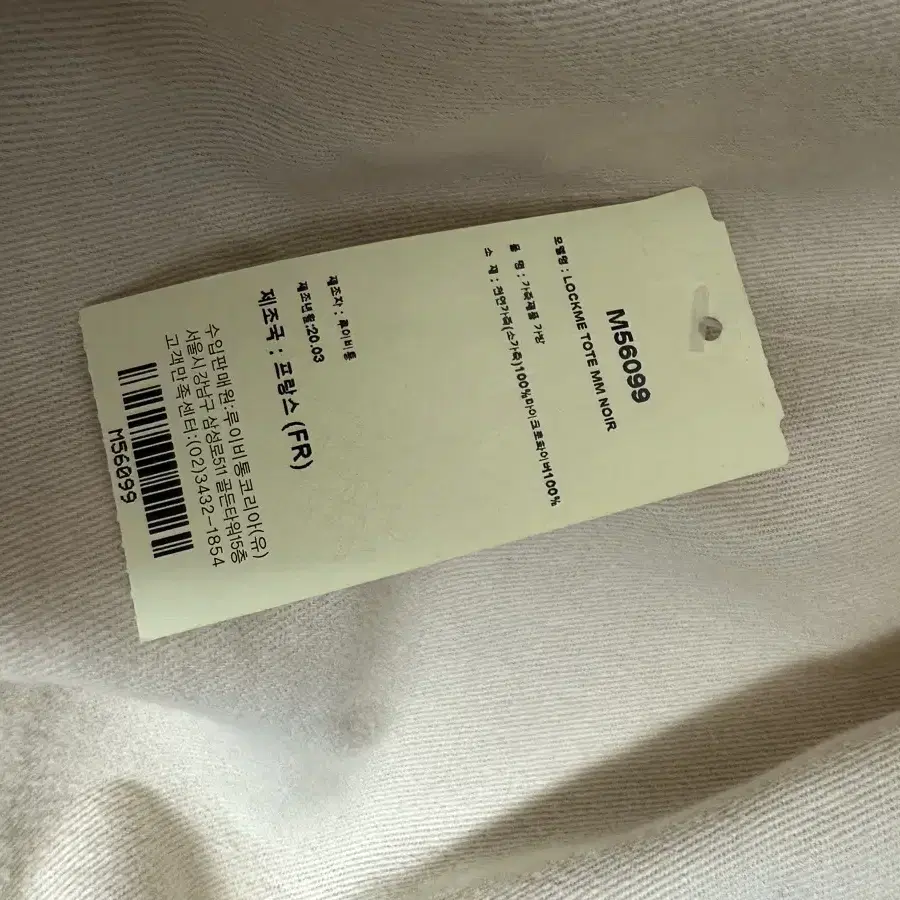 M56099
모델명 : LOCKME TOTE MM NOIR
품 명 : 가죽제품 가방
소 재 : 천연가죽(소가죽)100%마이크로화이버100%
제조자 : 루이비통
제조년월:20.03
제조국 : 프랑스 (FR)
수입판매원:루이비통코리아(유)
서울시강남구 삼성로511 골든타워15층
고객만족센터:(02)3432-1854
M56099